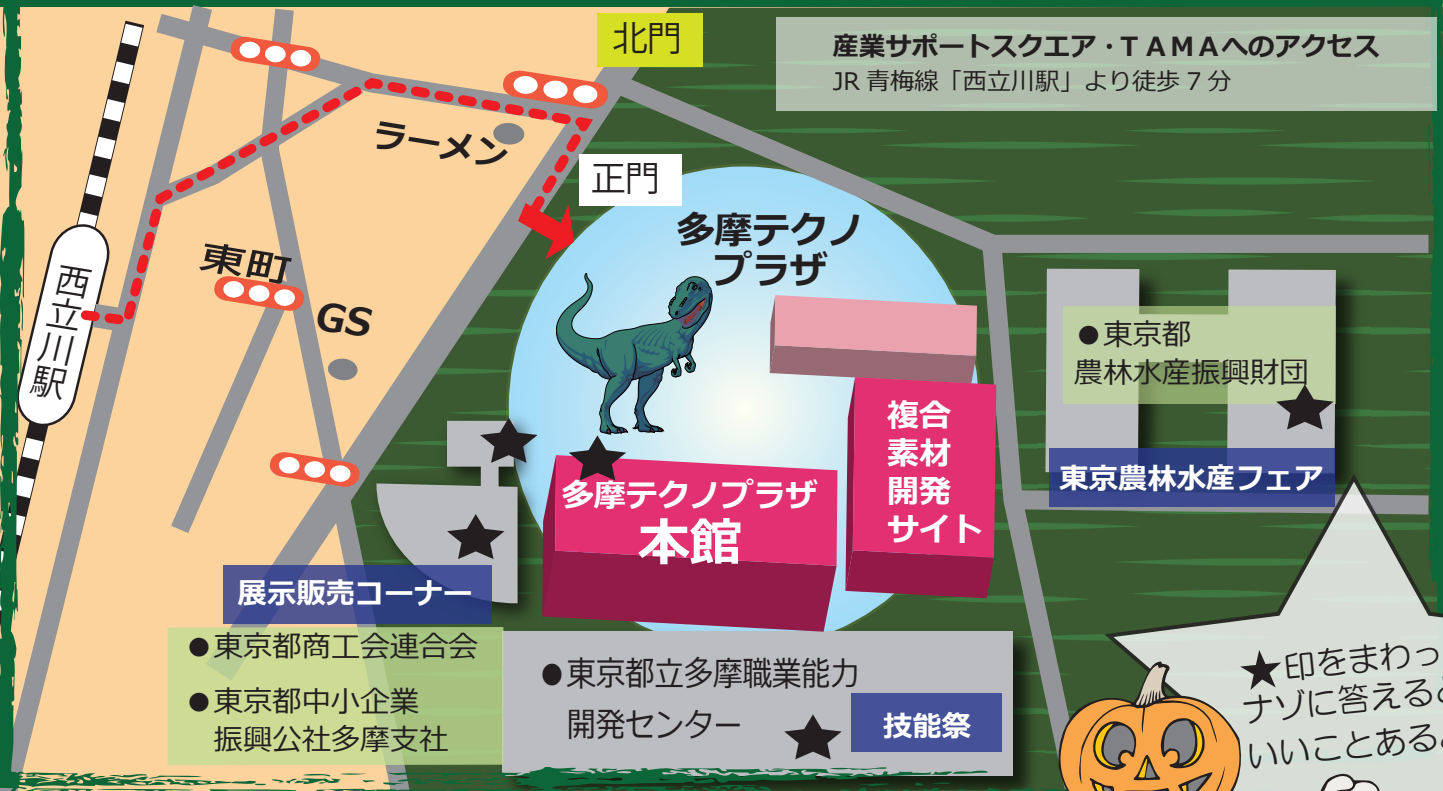 北門
産業サポートスクエア・TAMAへのアクセス
JR 青梅線「西立川駅」より徒歩 7 分
ラーメン
正門
多摩テクノ
プラザ
東町
GS
西立川駅
●東京都
農林水産振興財団
東京農林水産フェア
複合
素材
開発
サイト
多摩テクノプラザ
本館
展示販売コーナー
●東京都商工会連合会
●東京都中小企業
振興公社多摩支社
●東京都立多摩職業能力
開発センター
技能祭
★印をまわっ
ナゾに答えると
いいことある